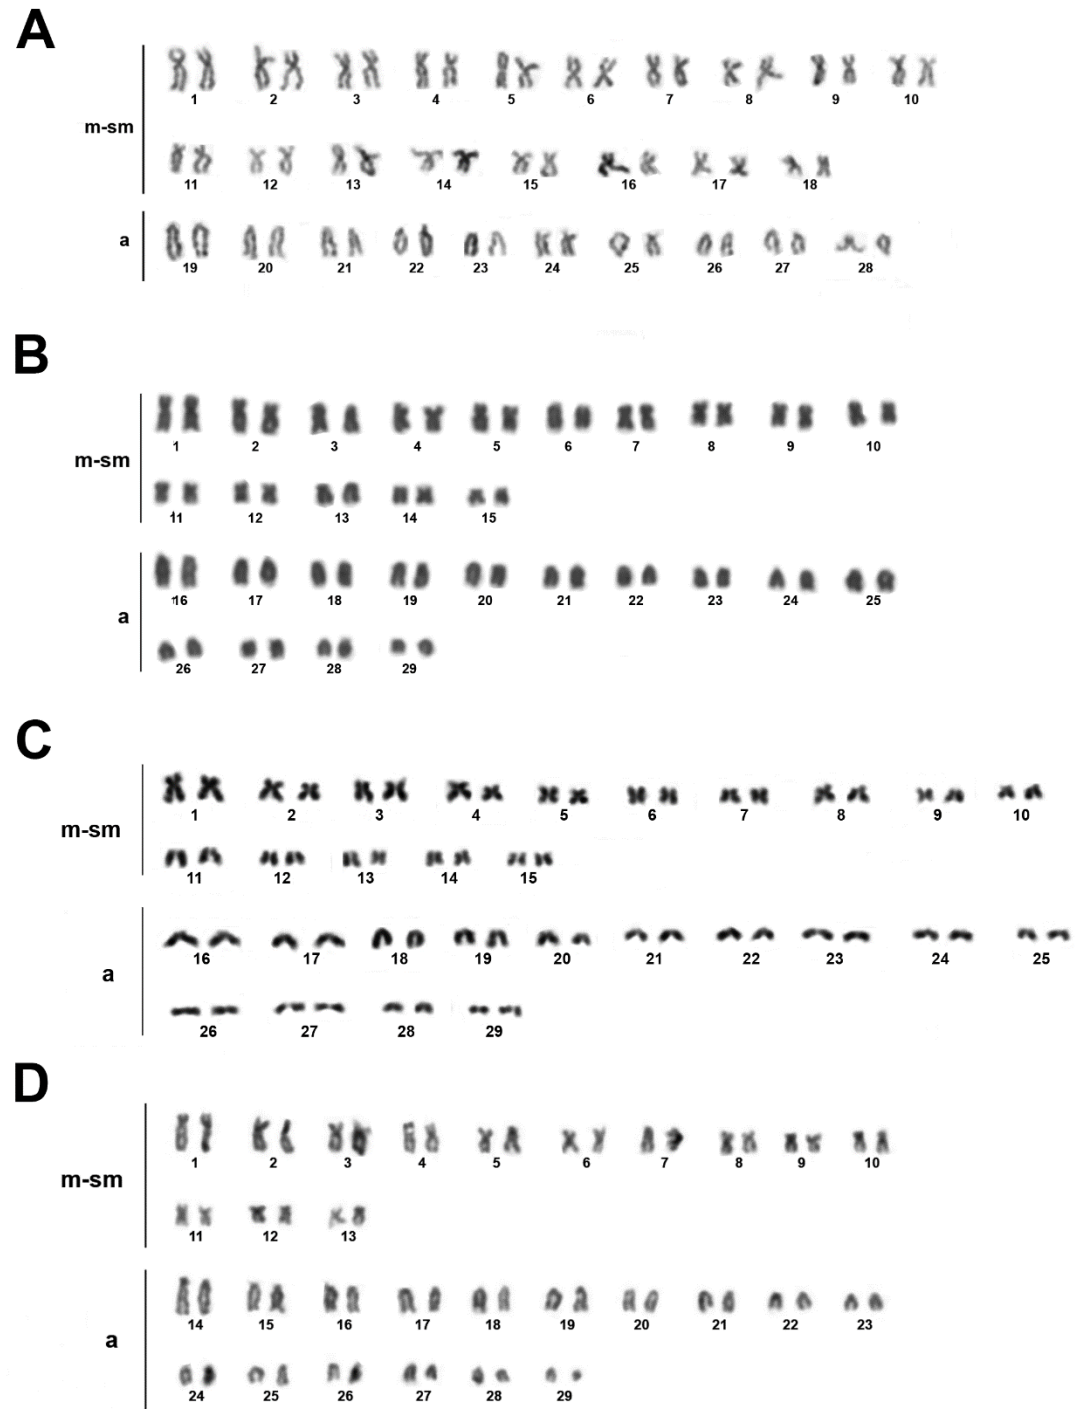 A
1 2 3 4 5 6 7 8 9 10
m-sm
11 12 13 14 15 16 17 18
a
19 20 21 22 23 24 25 26 27 28
B
1 2 3 4 5 6 7 8 9 10
m-sm
11 12 13 14 15
16 17 18 19 20 21 22 23 24 25
a
26 27 28 29
C
1 2 3 4 5 6 7 8 9 10
m-sm
11 12 13 14 15
16 17 18 19 20 21 22 23 24 25
a
26 27 28 29
D
1 2 3 4 5 6 7 8 9 10
m-sm
11 12 13
14 15 16 17 18 19 20 21 22 23
a
24 25 26 27 28 29